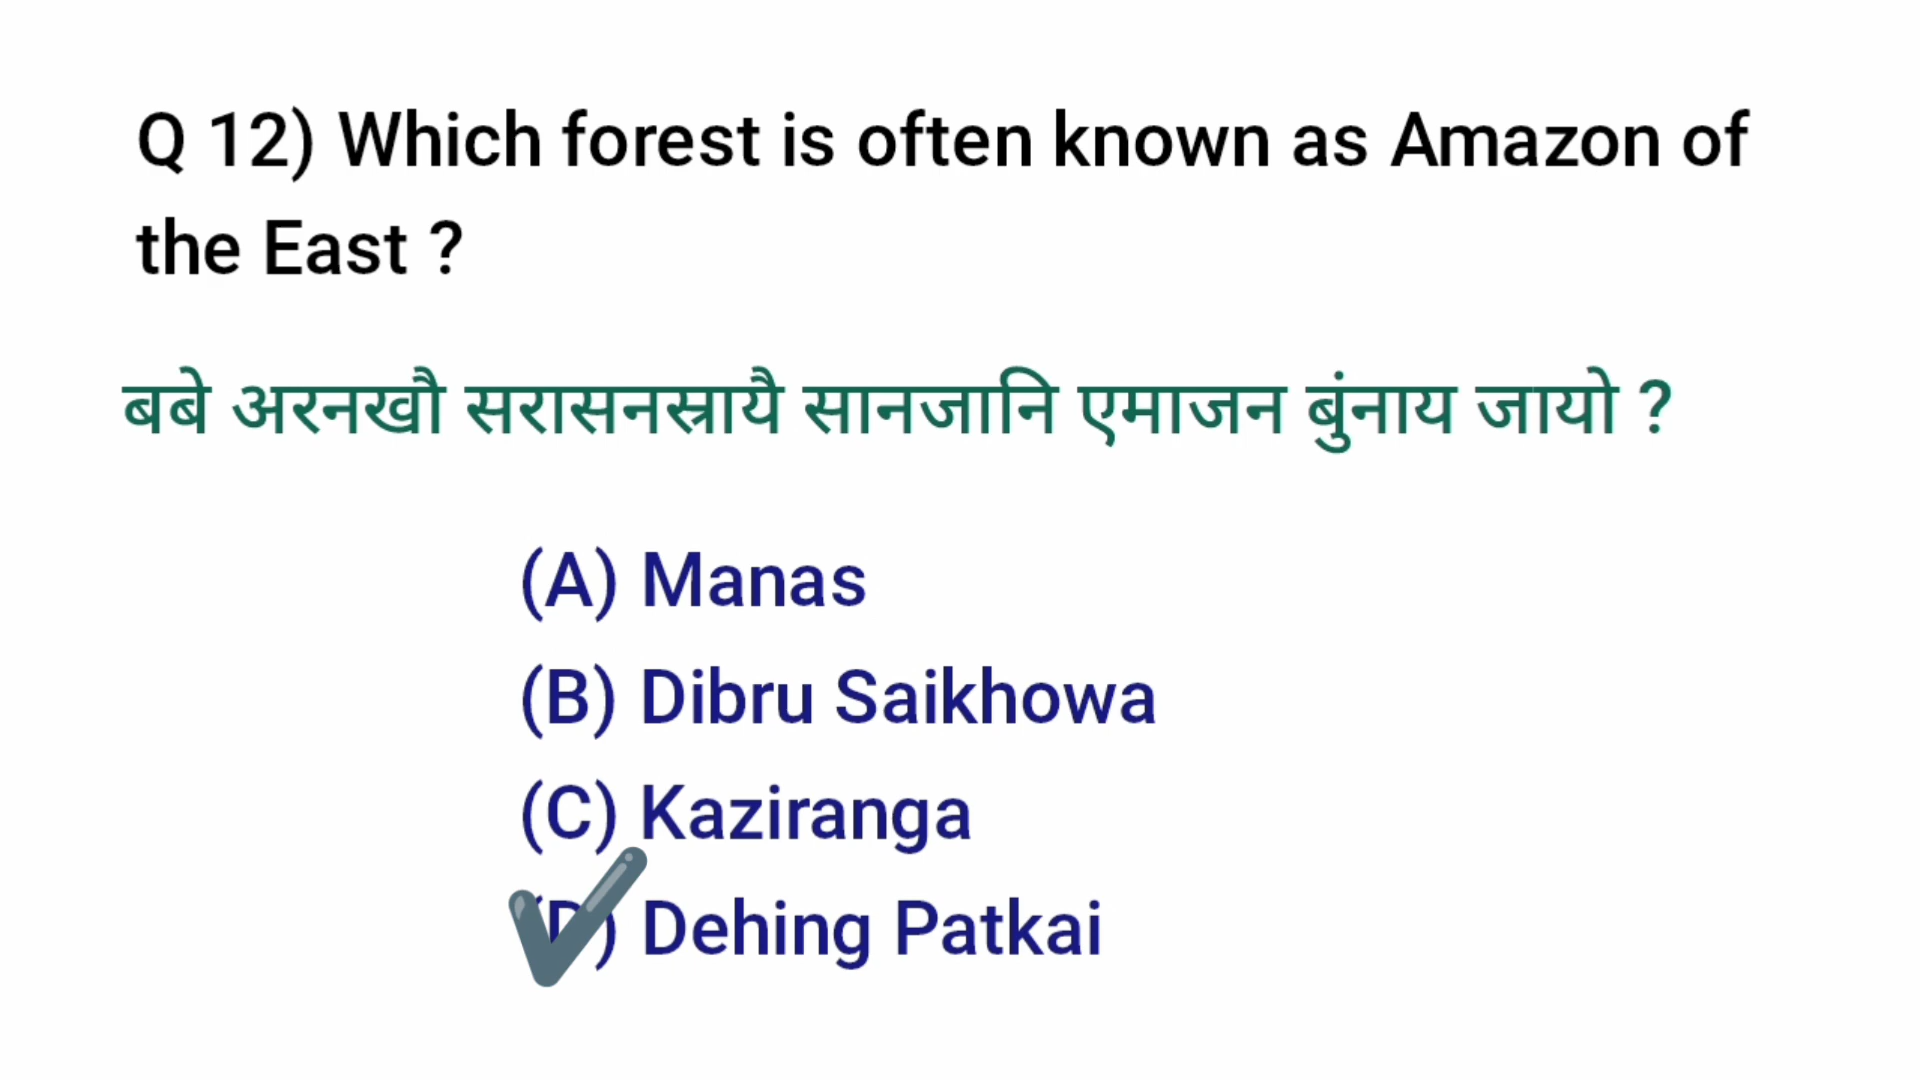 Q 12) Which forest is often known as Amazon of
the East ?
बबे अरनखौ सरासनस्रायै सानजानि एमाजन बुंनाय जायो ?
(A) Manas
(B) Dibru Saikhowa
(C) Kaziranga
(D) Dehing Patkai